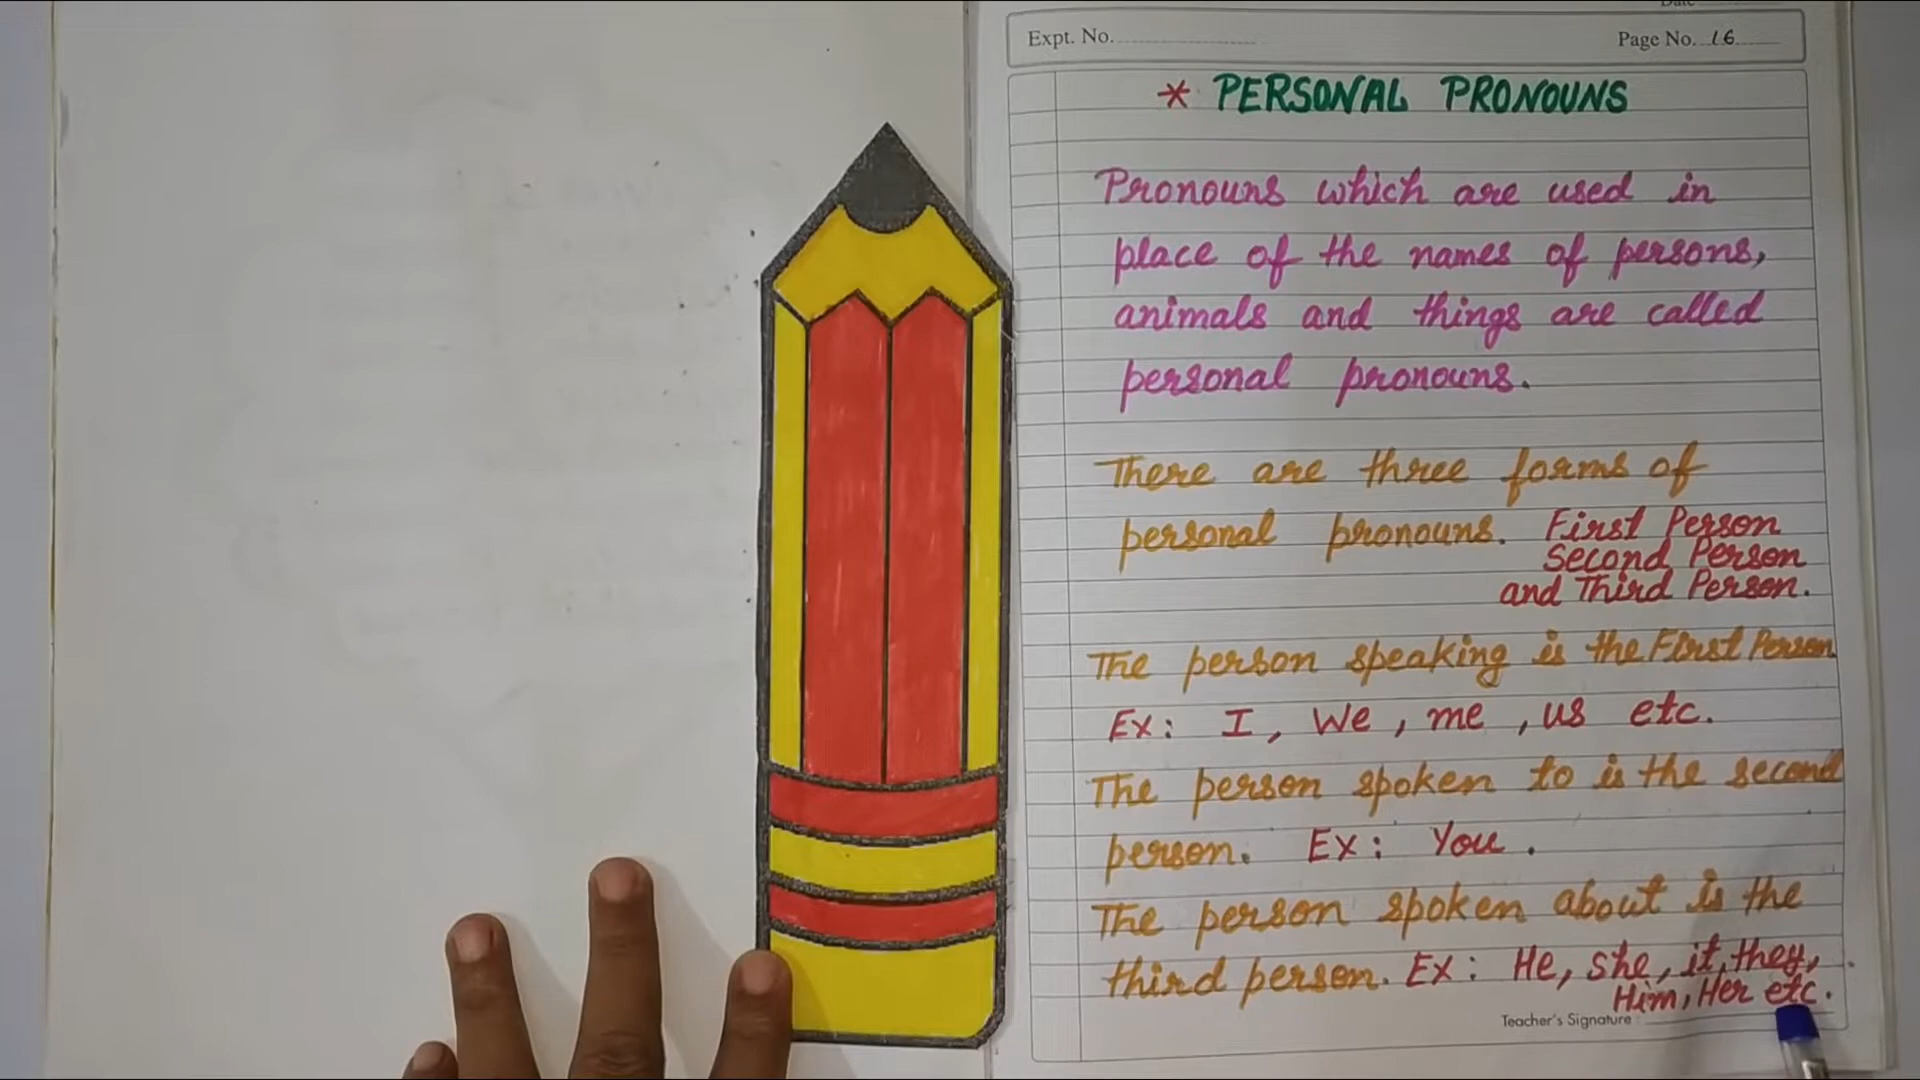 Expt. No.
Page No. 16
* PERSONAL PRONOUNS
Pronouns which are used in
place of the names of persons,
animals and things are called
personal pronouns.
There are three forms of
personal pronouns. First Person
Second Person
and Third Person.
The person speaking is the First Person
Ex: I, We, me, us etc.
The person spoken to is the second
person. Ex: You.
The person spoken about is the
third person. Ex: He, she, it, they,
Him, Her etc.
Teacher's Signature :